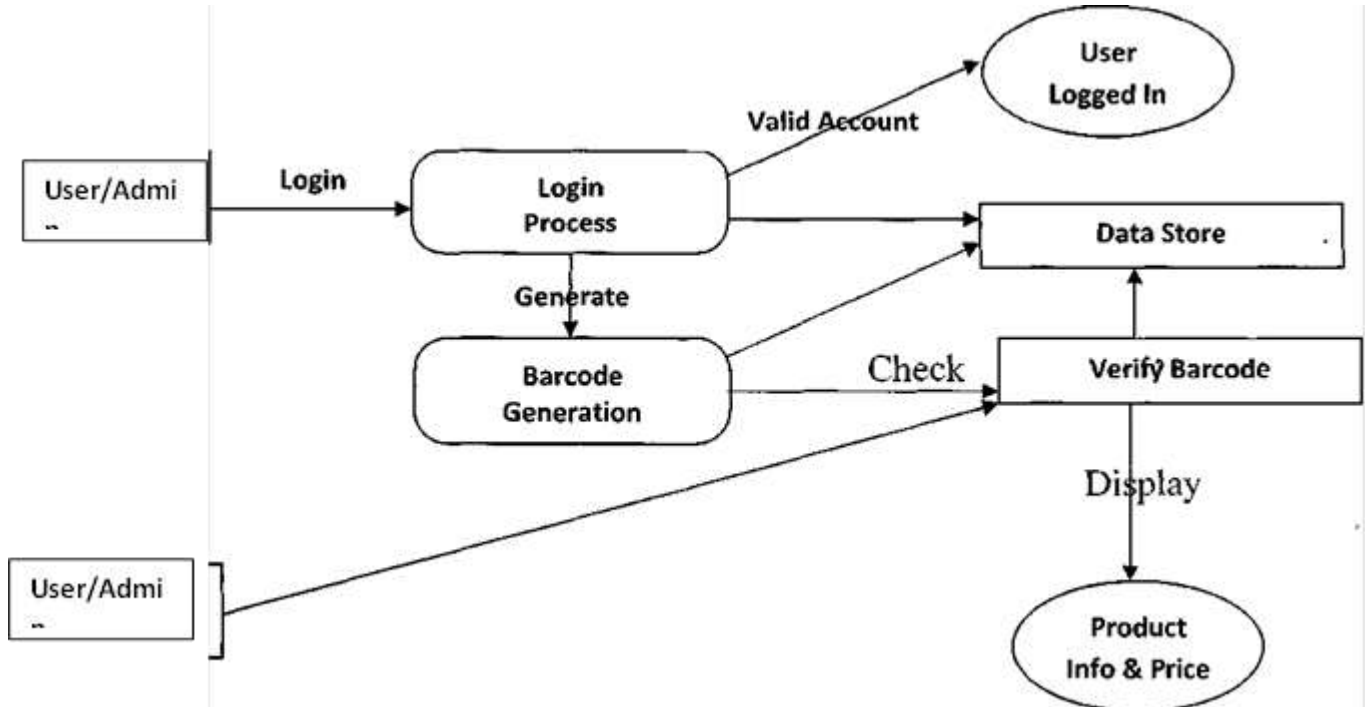 User
Logged In
Valid Account
User/Admi
Login
Login
Process
Data Store
Generate
Barcode
Generation
Check
Verify Barcode
Display
User/Admi
Product
Info & Price